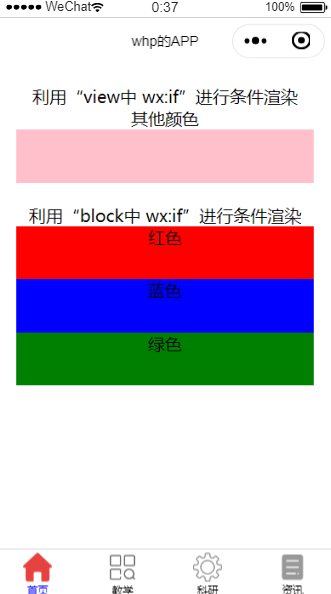 WeChat 0:37 100%
whp的APP
利用“view中 wx:if”进行条件渲染
其他颜色
利用“block中 wx:if”进行条件渲染
红色
蓝色
绿色
首页 教学 科研 资讯